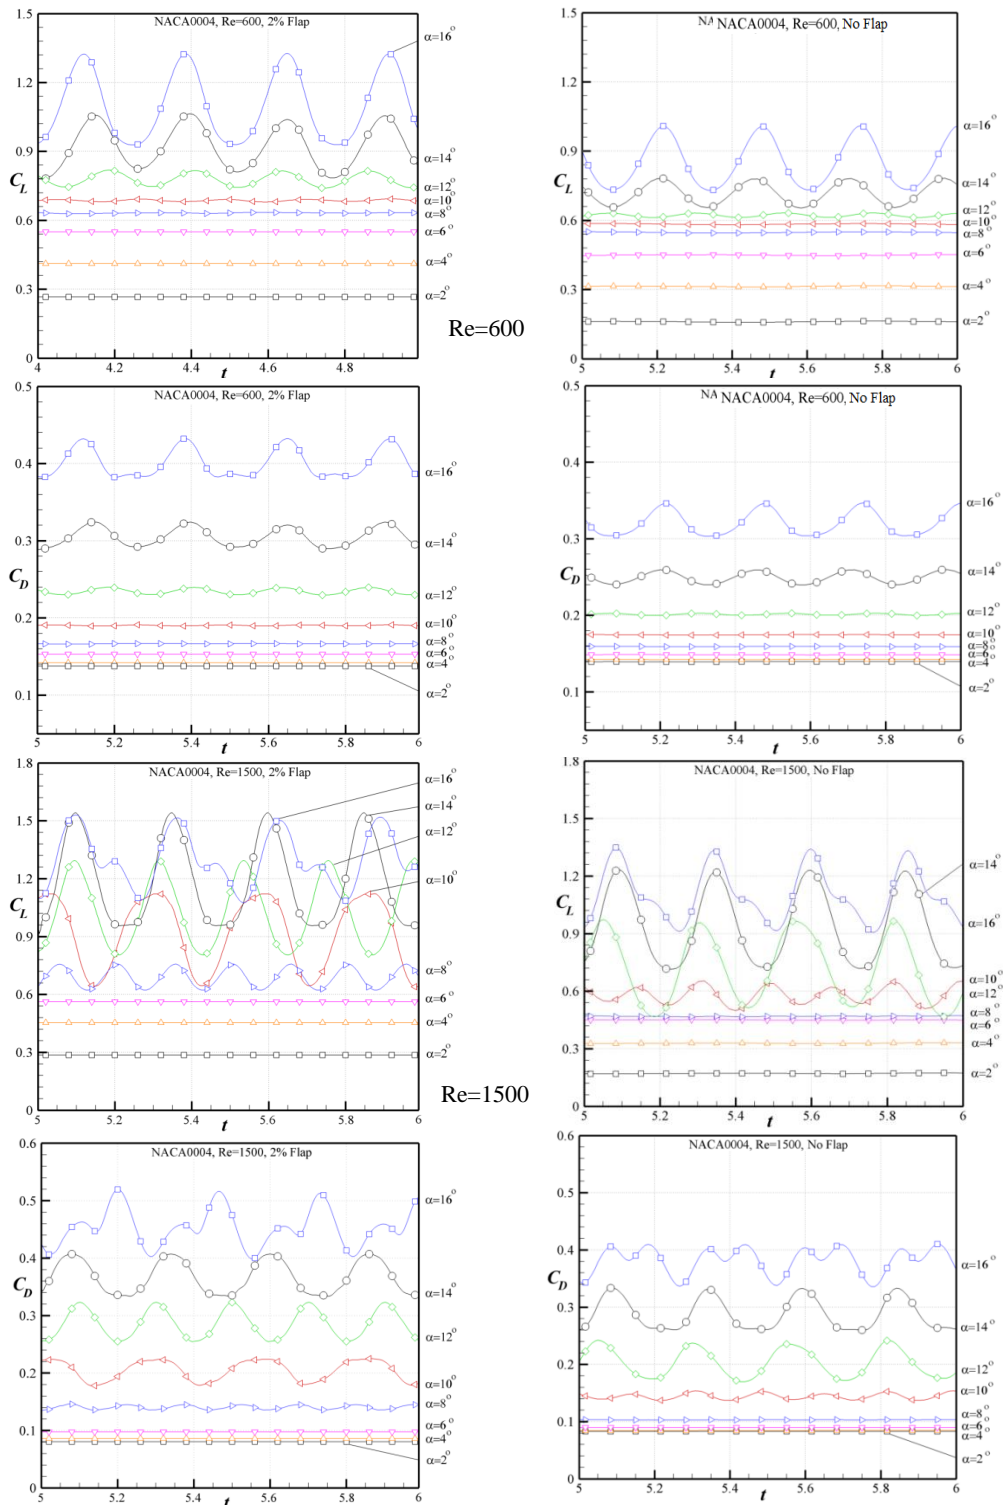 NACA0004, Re=600, 2% Flap
1.5
1.2
0.9
0.6
0.3
0
C_L
α=16°
α=14°
α=12°
α=10°
α=8°
α=6°
α=4°
α=2°
4
4.2
4.4
4.6
4.8
t
NA NACA0004, Re=600, No Flap
1.5
1.2
0.9
0.6
0.3
0
C_L
α=16°
α=14°
α=12°
α=10°
α=8°
α=6°
α=4°
α=2°
5
5.2
5.4
5.6
5.8
6
t
Re=600
NACA0004, Re=600, 2% Flap
0.5
0.4
0.3
0.2
0.1
C_D
α=16°
α=14°
α=12°
α=10°
α=8°
α=6°
α=4°
α=2°
5
5.2
5.4
5.6
5.8
6
t
NA NACA0004, Re=600, No Flap
0.5
0.4
0.3
0.2
0.1
C_D
α=16°
α=14°
α=12°
α=10°
α=8°
α=6°
α=4°
α=2°
5
5.2
5.4
5.6
5.8
6
t
NACA0004, Re=1500, 2% Flap
1.8
1.5
1.2
0.9
0.6
0.3
0
C_L
α=16°
α=14°
α=12°
α=10°
α=8°
α=6°
α=4°
α=2°
5
5.2
5.4
5.6
5.8
6
t
NACA0004, Re=1500, No Flap
1.8
1.5
1.2
0.9
0.6
0.3
0
C_L
α=14°
α=16°
α=10°
α=12°
α=8°
α=6°
α=4°
α=2°
5
5.2
5.4
5.6
5.8
6
t
Re=1500
NACA0004, Re=1500, 2% Flap
0.6
0.5
0.4
0.3
0.2
0.1
0
C_D
α=16°
α=14°
α=12°
α=10°
α=8°
α=6°
α=4°
α=2°
5
5.2
5.4
5.6
5.8
6
t
NACA0004, Re=1500, No Flap
0.6
0.5
0.4
0.3
0.2
0.1
0
C_D
α=16°
α=14°
α=12°
α=10°
α=8°
α=6°
α=4°
α=2°
5
5.2
5.4
5.6
5.8
6
t